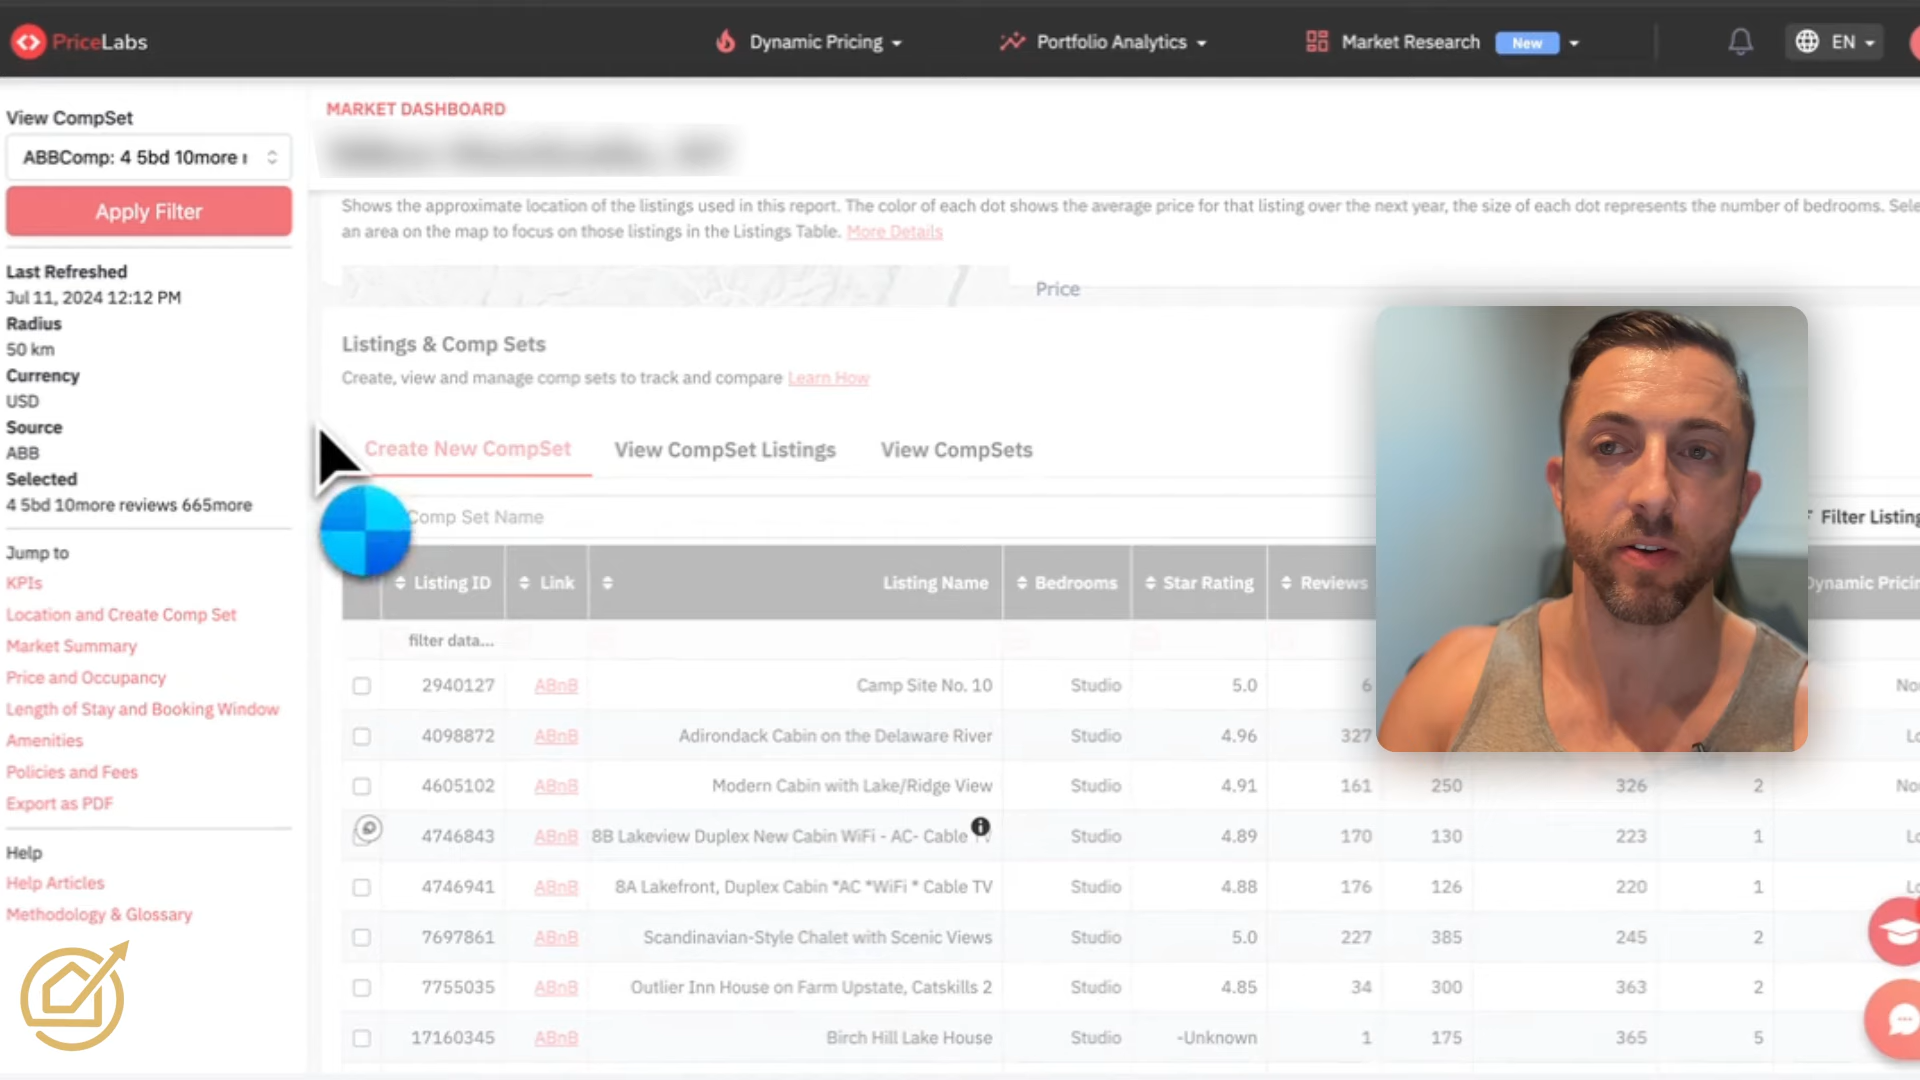 PriceLabs
Dynamic Pricing
Portfolio Analytics
Market Research New
EN
View CompSet
ABBComp: 4 5bd 10more
Apply Filter
Last Refreshed
Jul 11, 2024 12:12 PM
Radius
50 km
Currency
USD
Source
ABB
Selected
4 5bd 10more reviews 665more
Jump to
KPIs
Location and Create Comp Set
Market Summary
Price and Occupancy
Length of Stay and Booking Window
Amenities
Policies and Fees
Export as PDF
Help
Help Articles
Methodology & Glossary
MARKET DASHBOARD
Shows the approximate location of the listings used in this report. The color of each dot shows the average price for that listing over the next year, the size of each dot represents the number of bedrooms. Sele
an area on the map to focus on those listings in the Listings Table. More Details
Price
Listings & Comp Sets
Create, view and manage comp sets to track and compare Learn How
Create New CompSet View CompSet Listings View CompSets
Comp Set Name
Filter Listing
Listing ID Link Listing Name Bedrooms Star Rating Reviews Dynamic Pricin
filter data...
2940127 ABnB Camp Site No. 10 Studio 5.0 6 No
4098872 ABnB Adirondack Cabin on the Delaware River Studio 4.96 327 Lo
4605102 ABnB Modern Cabin with Lake/Ridge View Studio 4.91 161 250 326 2 No
4746843 ABnB 8B Lakeview Duplex New Cabin WiFi - AC- Cable TV Studio 4.89 170 130 223 1 Lo
4746941 ABnB 8A Lakefront, Duplex Cabin *AC *WiFi * Cable TV Studio 4.88 176 126 220 1 Lo
7697861 ABnB Scandinavian-Style Chalet with Scenic Views Studio 5.0 227 385 245 2
7755035 ABnB Outlier Inn House on Farm Upstate, Catskills 2 Studio 4.85 34 300 363 2
17160345 ABnB Birch Hill Lake House Studio -Unknown 1 175 365 5